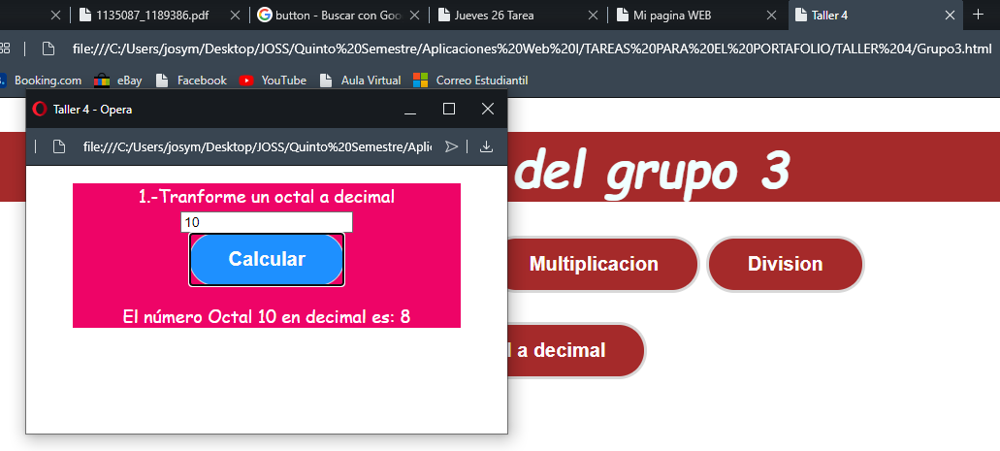 1135087_1189386.pdf
button - Buscar con Goo
Jueves 26 Tarea
Mi pagina WEB
Taller 4
file:///C:/Users/josym/Desktop/JOSS/Quinto%20Semestre/Aplicaciones%20Web%20I/TAREAS%20PARA%20EL%20PORTAFOLIO/TALLER%204/Grupo3.html
B. Booking.com
eBay
Facebook
YouTube
Aula Virtual
Correo Estudiantil
Taller 4 - Opera
file:///C:/Users/josym/Desktop/JOSS/Quinto%20Semestre/Aplic
1.-Tranforme un octal a decimal
10
Calcular
El número Octal 10 en decimal es: 8
del grupo 3
Multiplicacion
Division
l a decimal